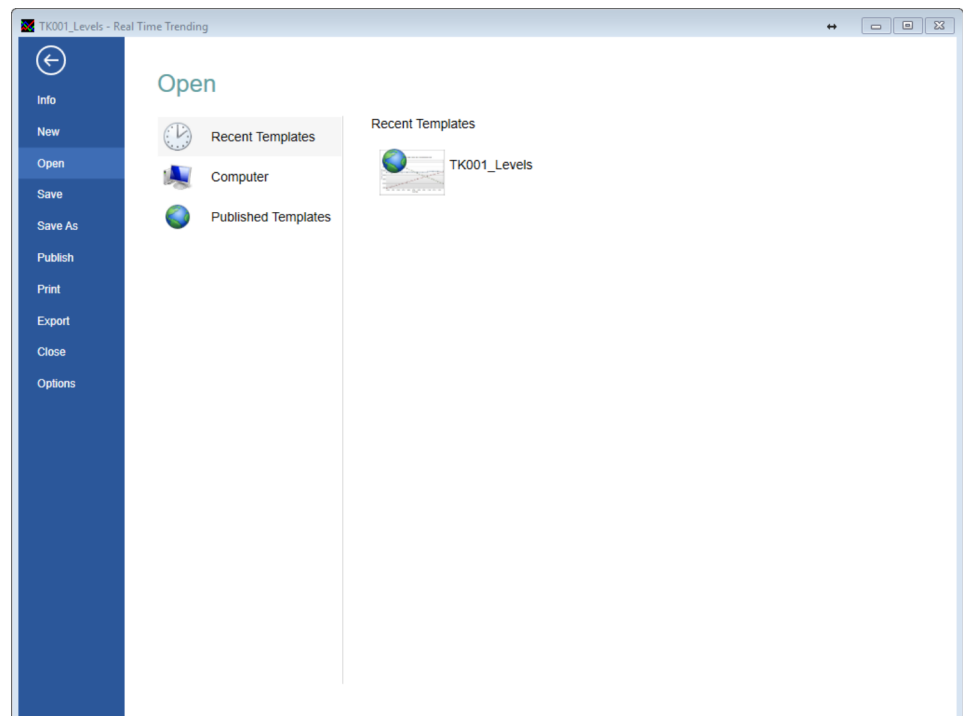 TK001_Levels - Real Time Trending
Info
New
Open
Save
Save As
Publish
Print
Export
Close
Options
Open
Recent Templates
Computer
Published Templates
Recent Templates
TK001_Levels